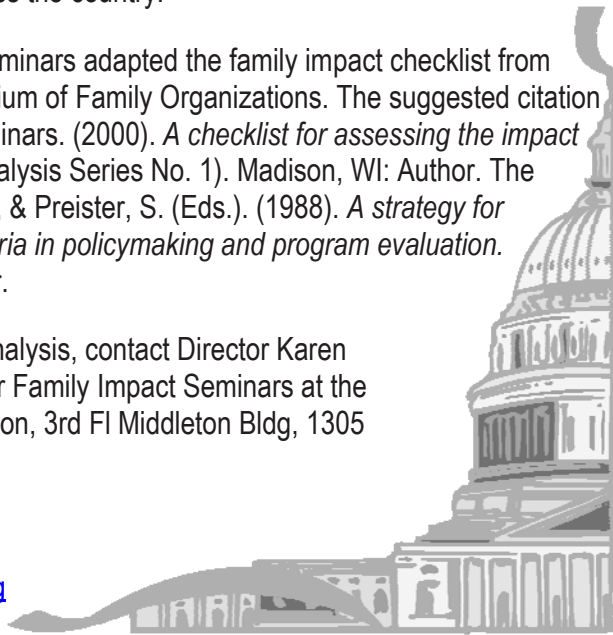 the country.
eminars adapted the family impact checklist from
ium of Family Organizations. The suggested citation
inars. (2000). A checklist for assessing the impact
alysis Series No. 1). Madison, WI: Author. The
& Preister, S. (Eds.). (1988). A strategy for
ria in policymaking and program evaluation.
nalysis, contact Director Karen
r Family Impact Seminars at the
on, 3rd Fl Middleton Bldg, 1305
g